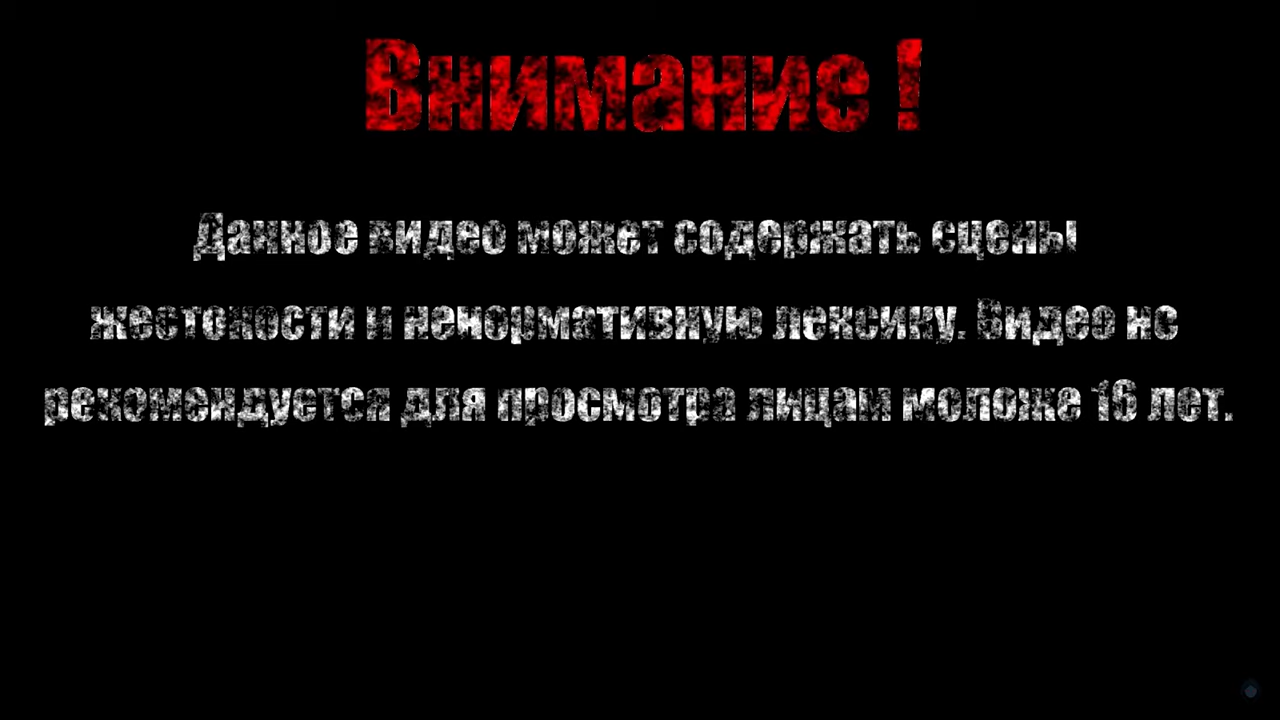 Внимание !
Данное видео может содержать сцены
жестокости и ненормативную лексику. Видео не
рекомендуется для просмотра лицам моложе 16 лет.